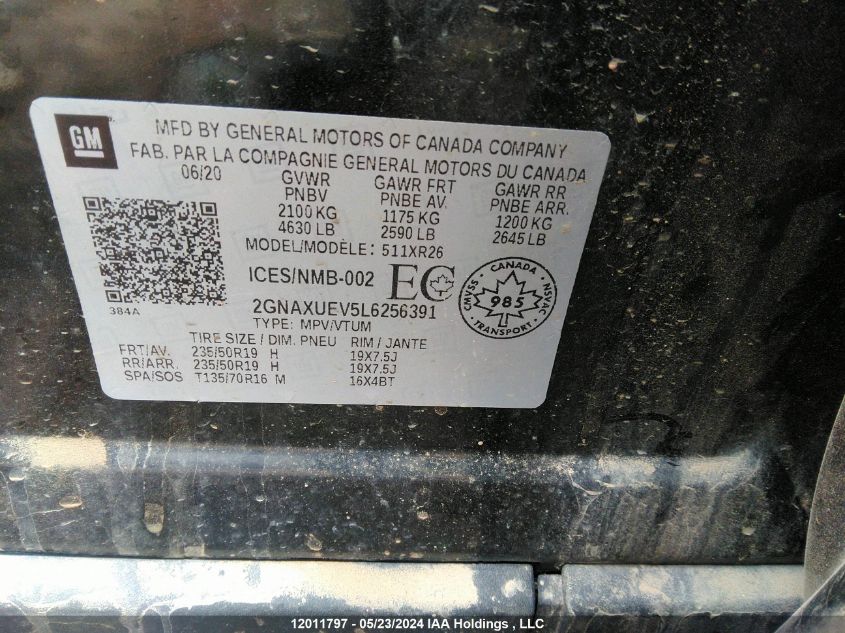 GM
MFD BY GENERAL MOTORS OF CANADA COMPANY
FAB. PAR LA COMPAGNIE GENERAL MOTORS DU CANADA
06/20 GVWR GAWR FRT GAWR RR
PNBV PNBE AV. PNBE ARR.
2100 KG 1175 KG 1200 KG
4630 LB 2590 LB 2645 LB
MODEL/MODÈLE: 511XR26
ICES/NMB-002 EC
CANADA
CMVSS 985 NSVAC
TRANSPORT
384A
2GNAXUEV5L6256391
TYPE: MPV/VTUM
TIRE SIZE / DIM. PNEU RIM / JANTE
FRT/AV. 235/50R19 H 19X7.5J
RR/ARR. 235/50R19 H 19X7.5J
SPA/SOS T135/70R16 M 16X4BT
12011797 - 05/23/2024 IAA Holdings , LLC